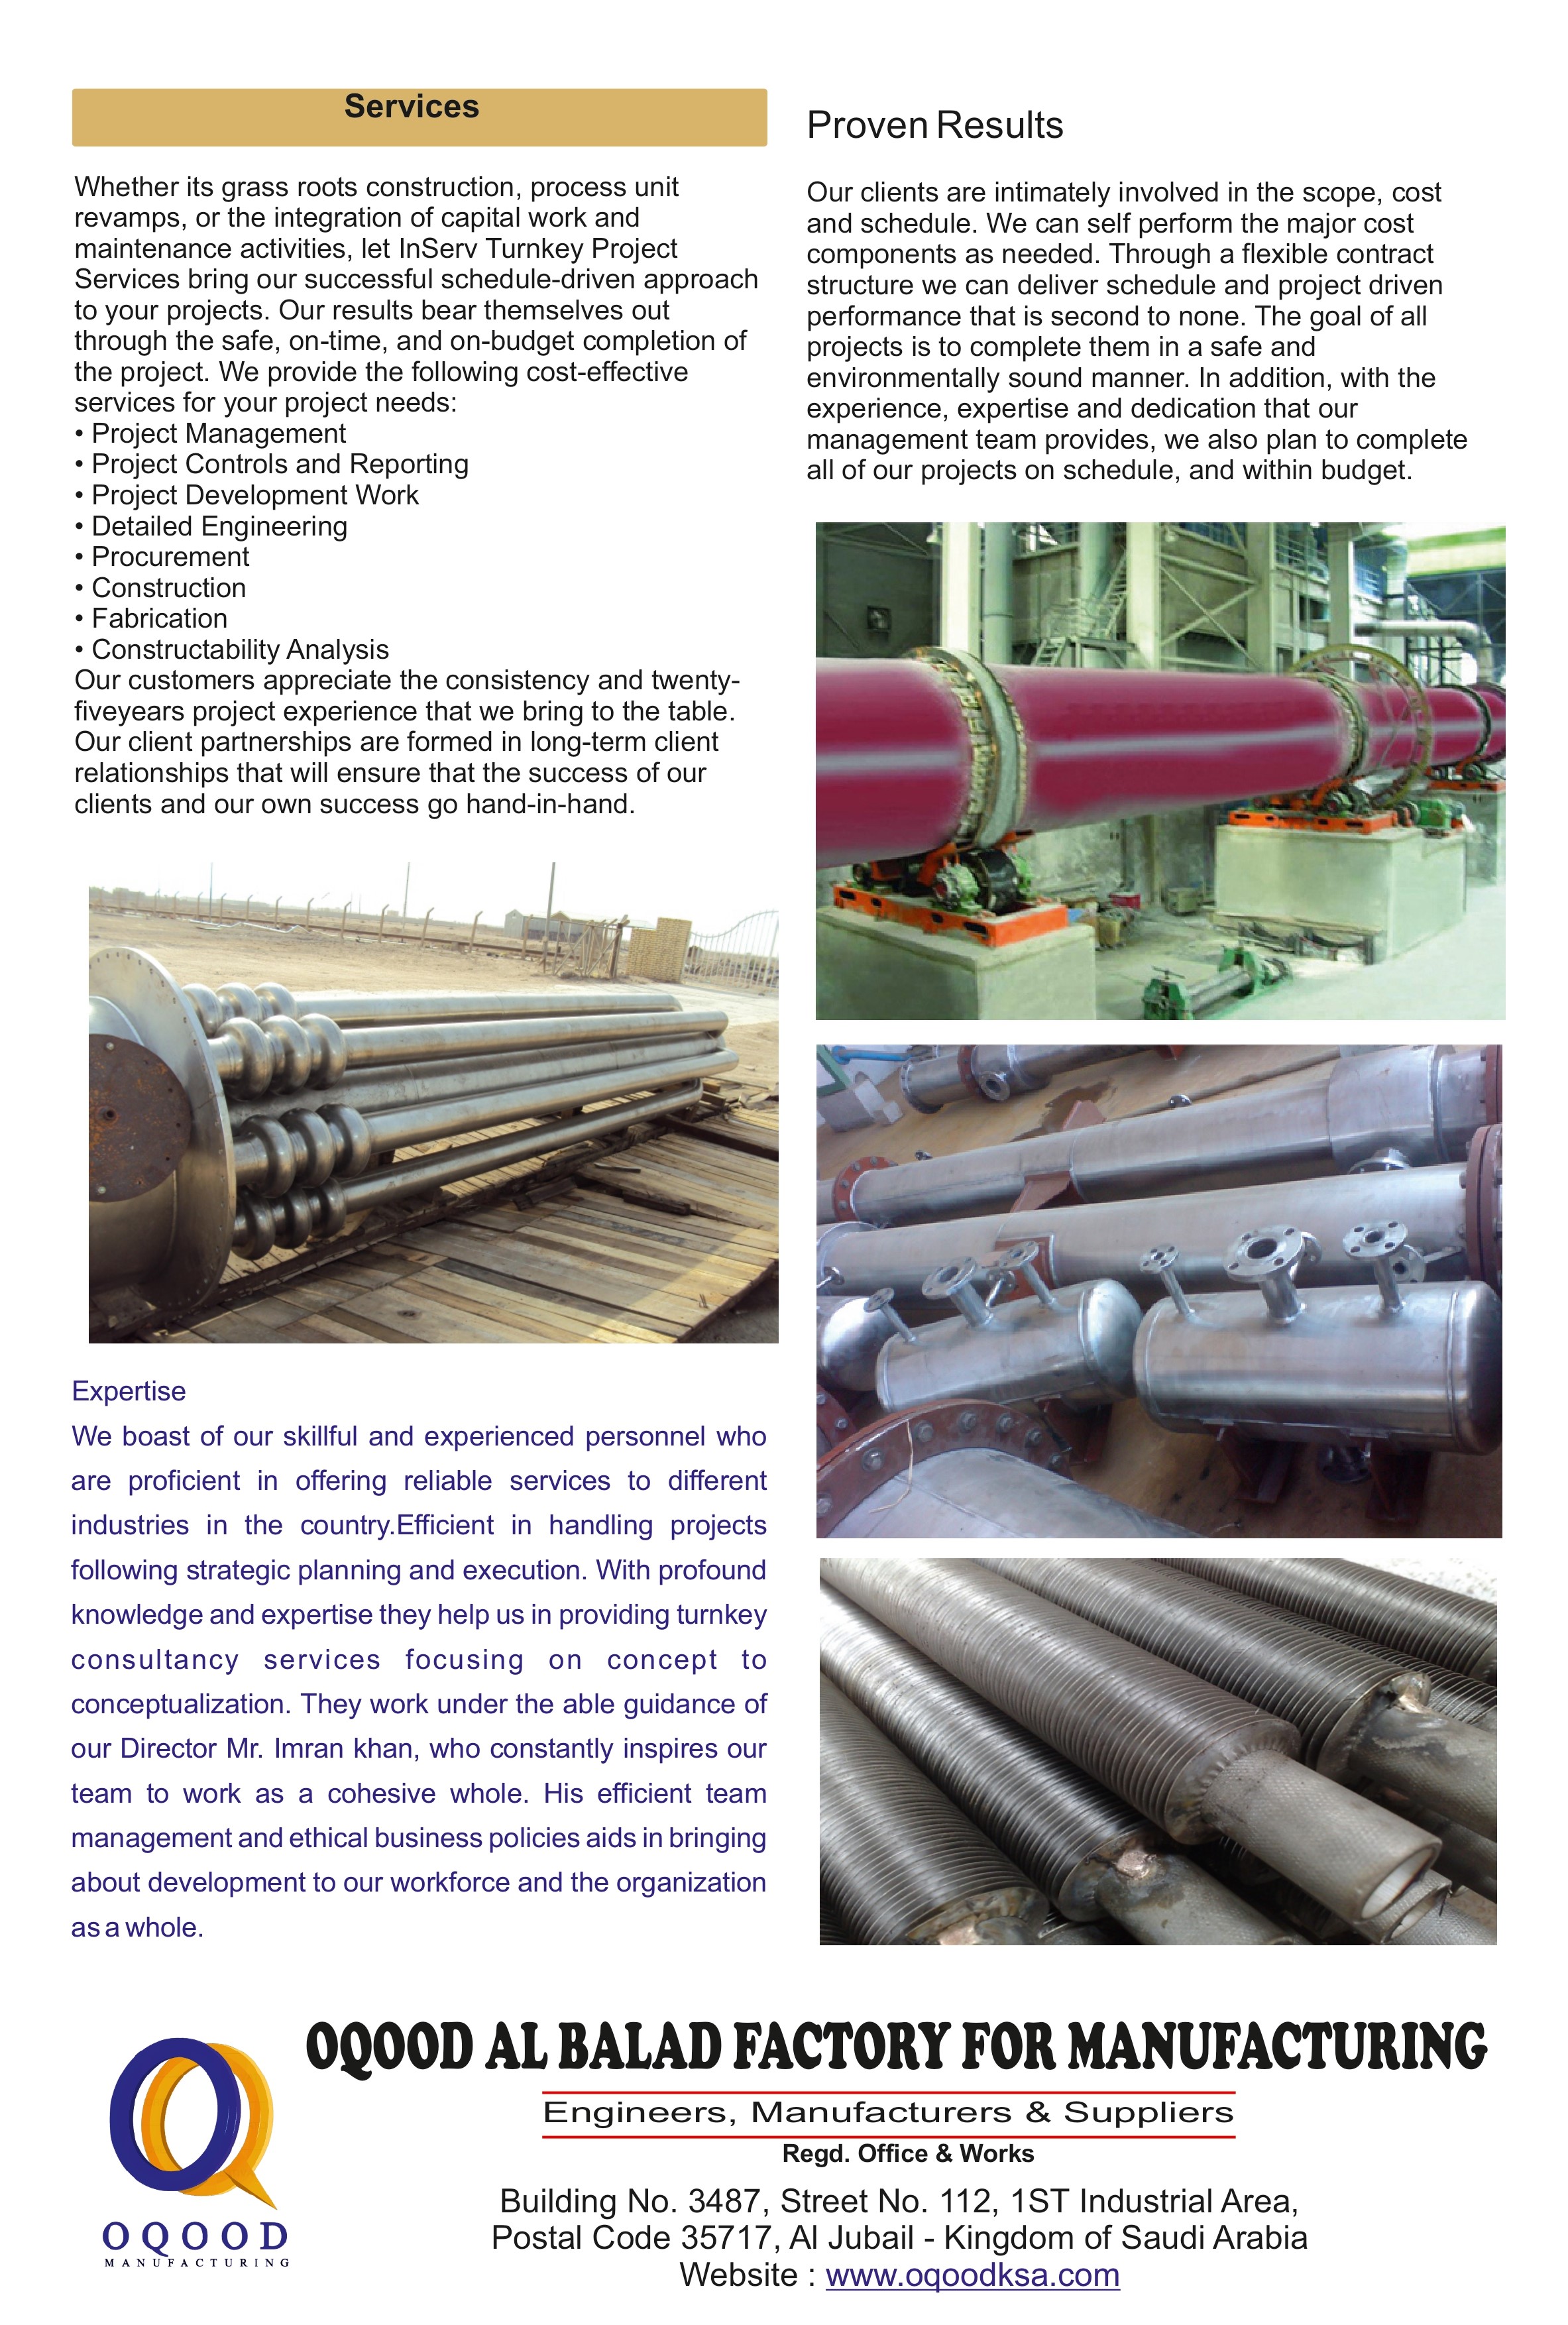 Services
Whether its grass roots construction, process unit
revamps, or the integration of capital work and
maintenance activities, let InServ Turnkey Project
Services bring our successful schedule-driven approach
to your projects. Our results bear themselves out
through the safe, on-time, and on-budget completion of
the project. We provide the following cost-effective
services for your project needs:
• Project Management
• Project Controls and Reporting
• Project Development Work
• Detailed Engineering
• Procurement
• Construction
• Fabrication
• Constructability Analysis
Our customers appreciate the consistency and twenty-
fiveyears project experience that we bring to the table.
Our client partnerships are formed in long-term client
relationships that will ensure that the success of our
clients and our own success go hand-in-hand.
Expertise
We boast of our skillful and experienced personnel who
are proficient in offering reliable services to different
industries in the country.Efficient in handling projects
following strategic planning and execution. With profound
knowledge and expertise they help us in providing turnkey
consultancy services focusing on concept to
conceptualization. They work under the able guidance of
our Director Mr. Imran khan, who constantly inspires our
team to work as a cohesive whole. His efficient team
management and ethical business policies aids in bringing
about development to our workforce and the organization
as a whole.
Proven Results
Our clients are intimately involved in the scope, cost
and schedule. We can self perform the major cost
components as needed. Through a flexible contract
structure we can deliver schedule and project driven
performance that is second to none. The goal of all
projects is to complete them in a safe and
environmentally sound manner. In addition, with the
experience, expertise and dedication that our
management team provides, we also plan to complete
all of our projects on schedule, and within budget.
OQOOD
MANUFACTURING
OQOOD AL BALAD FACTORY FOR MANUFACTURING
Engineers, Manufacturers & Suppliers
Regd. Office & Works
Building No. 3487, Street No. 112, 1ST Industrial Area,
Postal Code 35717, Al Jubail - Kingdom of Saudi Arabia
Website : www.oqoodksa.com